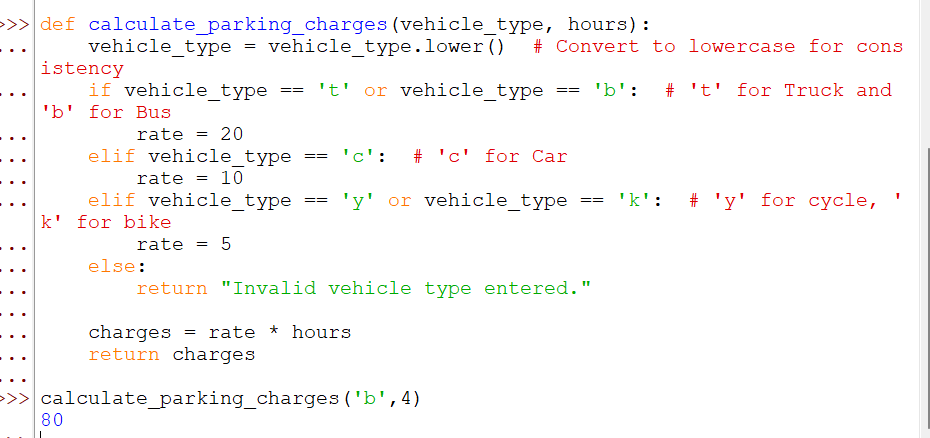 >>> def calculate_parking_charges(vehicle_type, hours):
...     vehicle_type = vehicle_type.lower()  # Convert to lowercase for cons
istency
...     if vehicle_type == 't' or vehicle_type == 'b':  # 't' for Truck and
'b' for Bus
...         rate = 20
...     elif vehicle_type == 'c':  # 'c' for Car
...         rate = 10
...     elif vehicle_type == 'y' or vehicle_type == 'k':  # 'y' for cycle, '
k' for bike
...         rate = 5
...     else:
...         return "Invalid vehicle type entered."
...
...     charges = rate * hours
...     return charges
...
>>> calculate_parking_charges('b',4)
80